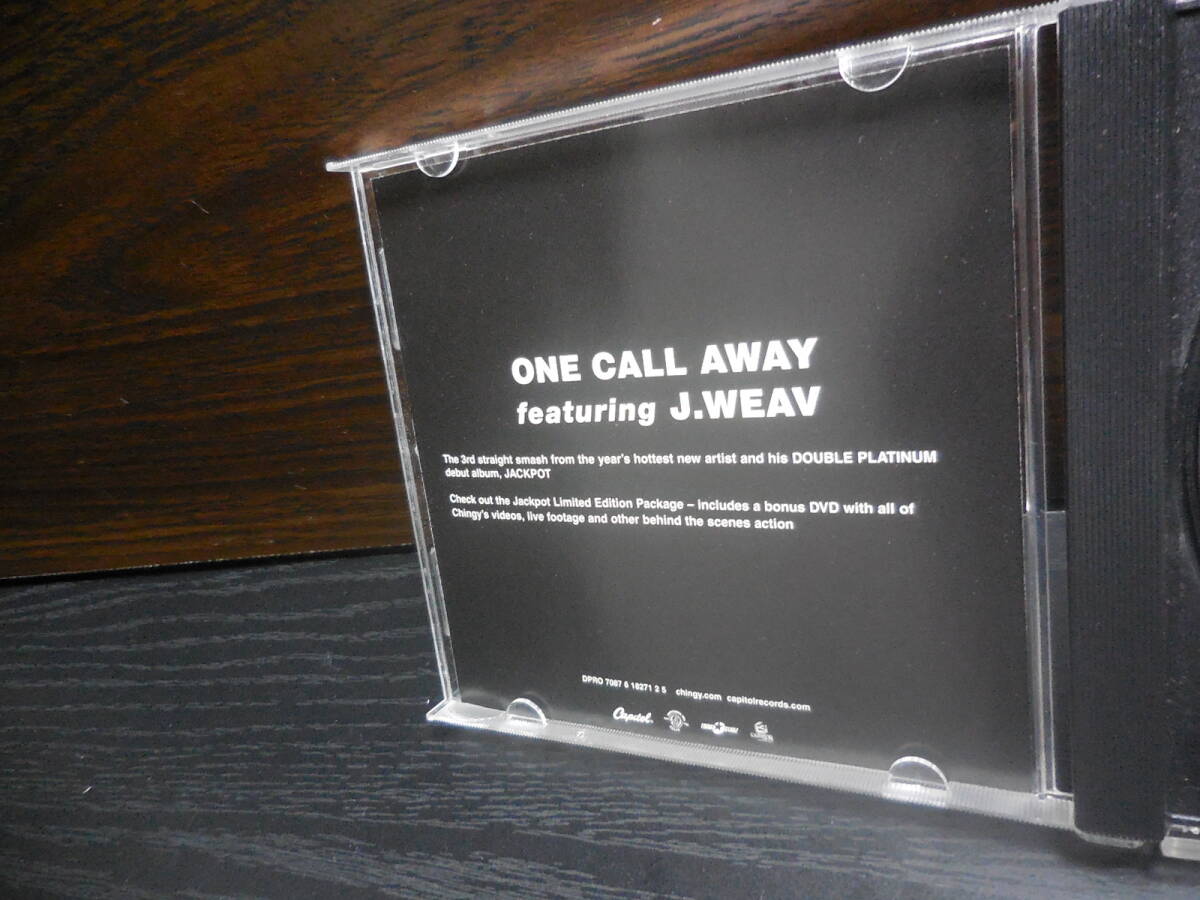 ONE CALL AWAY
featuring J.WEAV
The 3rd straight smash from the year's hottest new artist and his DOUBLE PLATINUM
debut album, JACKPOT
Check out the Jackpot Limited Edition Package – includes a bonus DVD with all of
Chingy's videos, live footage and other behind the scenes action
DPRO 7087 6 18271 2 5 chingy.com capitolrecords.com
Capitol